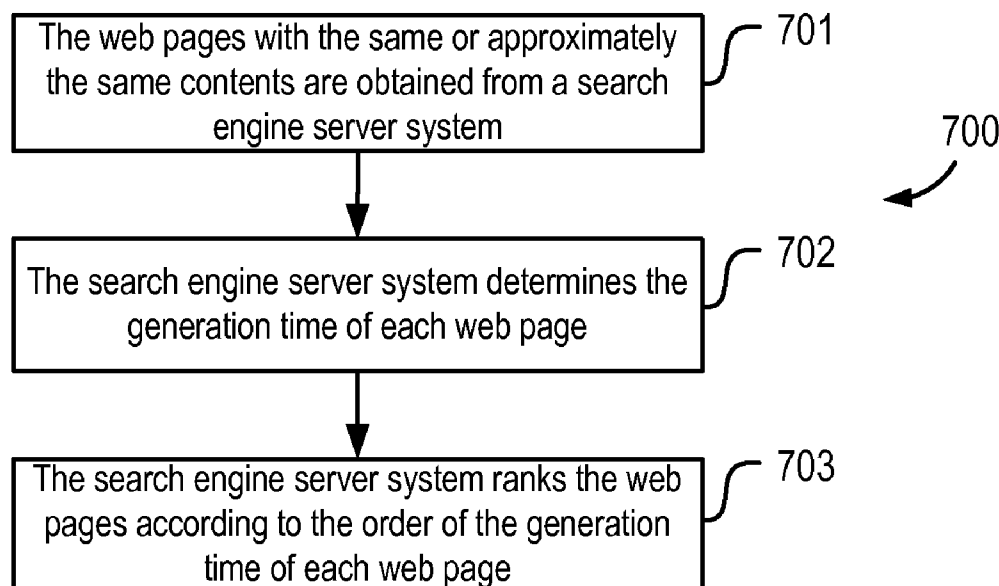 The web pages with the same or approximately
the same contents are obtained from a search
engine server system
701
700
The search engine server system determines the
generation time of each web page
702
The search engine server system ranks the web
pages according to the order of the generation
time of each web page
703